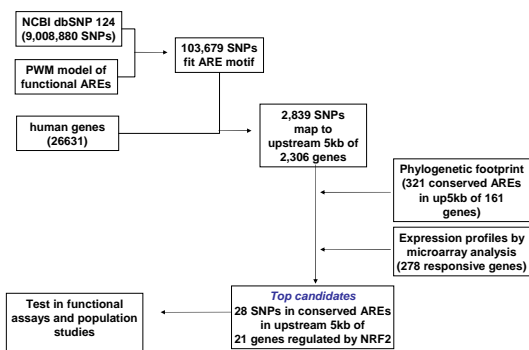 NCBI dbSNP 124
(9,008,880 SNPs)
PWM model of
functional AREs
103,679 SNPs
fit ARE motif
human genes
(26631)
2,839 SNPs
map to
upstream 5kb of
2,306 genes
Phylogenetic footprint
(321 conserved AREs
in up5kb of 161
genes)
Expression profiles by
microarray analysis
(278 responsive genes)
Top candidates
28 SNPs in conserved AREs
in upstream 5kb of
21 genes regulated by NRF2
Test in functional
assays and population
studies